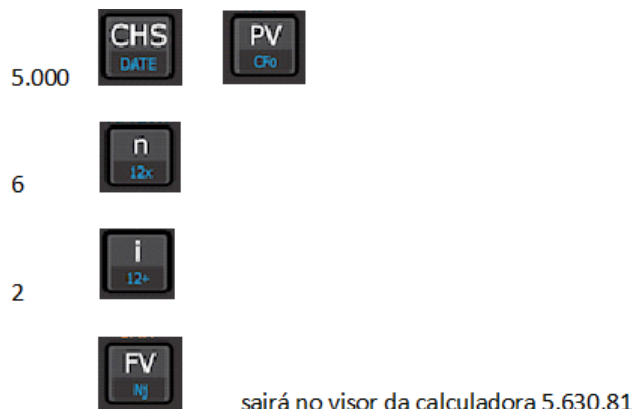 CHS PV
DATE CFo
5.000
n
12x
6
i
12÷
2
FV
Nj
sairá no visor da calculadora 5.630,81